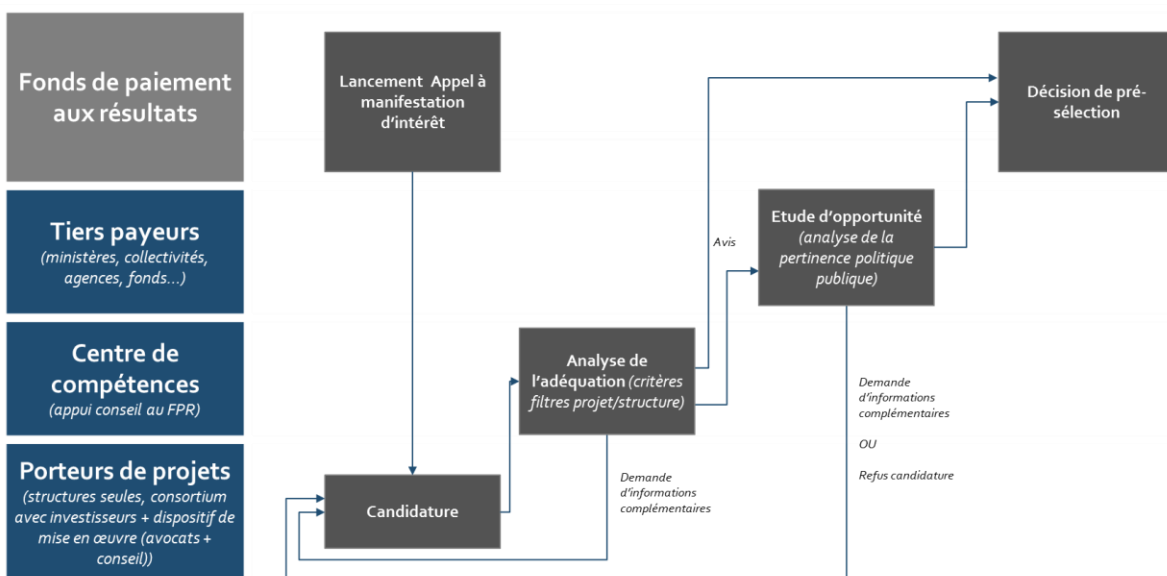 Fonds de paiement
aux résultats
Lancement Appel à
manifestation
d'intérêt
Décision de pré-
sélection
Tiers payeurs
(ministères, collectivités,
agences, fonds…)
Avis
Etude d'opportunité
(analyse de la
pertinence politique
publique)
Centre de
compétences
(appui conseil au FPR)
Analyse de
l'adéquation (critères
filtres projet/structure)
Demande
d'informations
complémentaires
OU
Refus candidature
Porteurs de projets
(structures seules, consortium
avec investisseurs + dispositif de
mise en œuvre (avocats +
conseil))
Candidature
Demande
d'informations
complémentaires